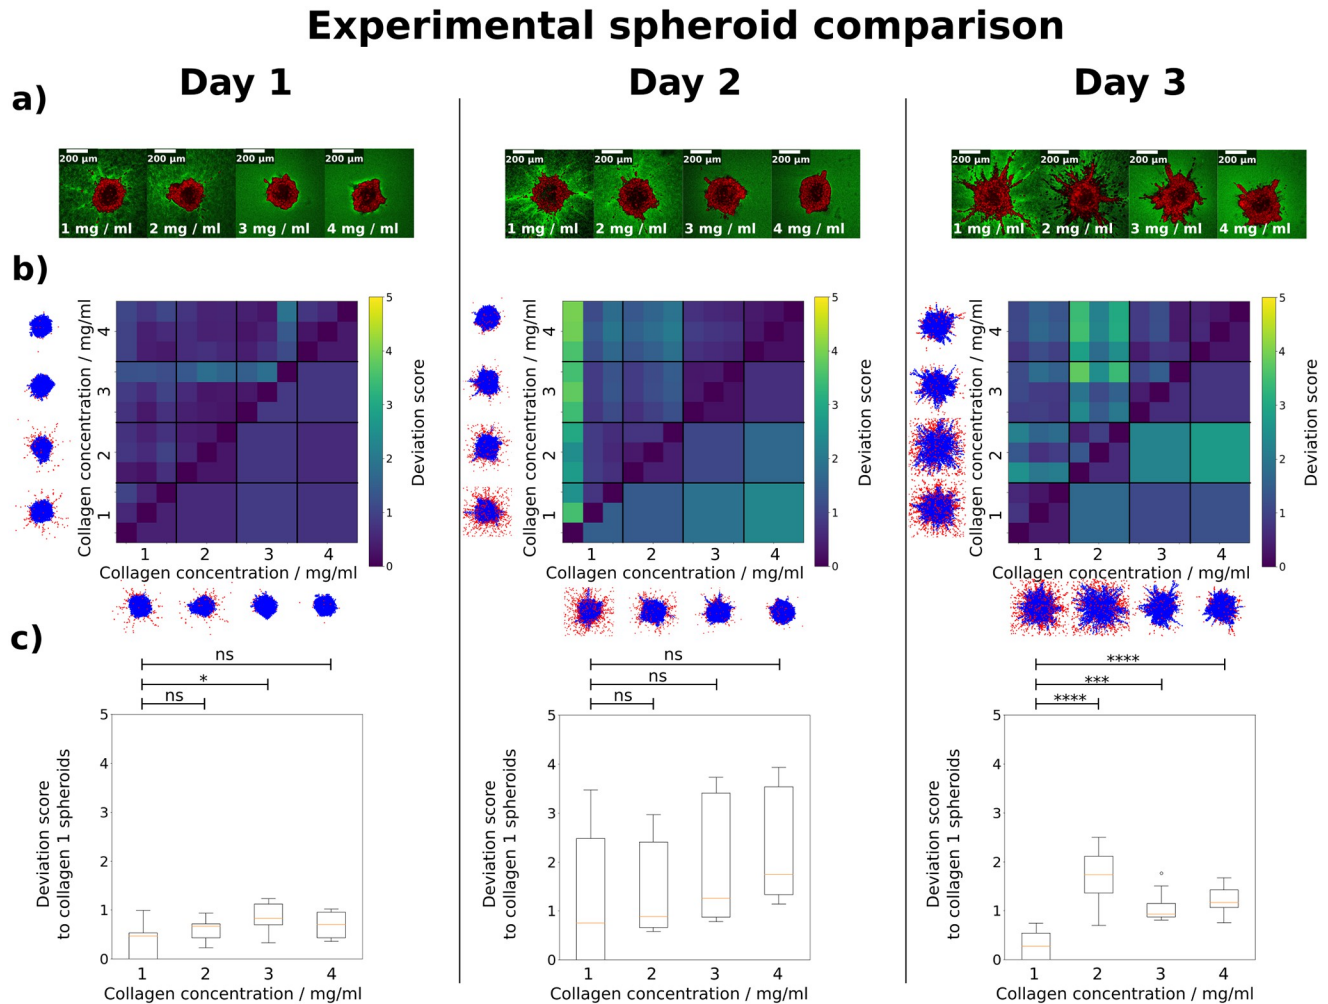 Experimental spheroid comparison
Day 1
Day 2
Day 3
a)
200 μm
200 μm
200 μm
200 μm
1 mg / ml
2 mg / ml
3 mg / ml
4 mg / ml
200 μm
200 μm
200 μm
200 μm
1 mg / ml
2 mg / ml
3 mg / ml
4 mg / ml
200 μm
200 μm
200 μm
200 μm
1 mg / ml
2 mg / ml
3 mg / ml
4 mg / ml
b)
Collagen concentration / mg/ml
4
3
2
1
1 2 3 4
Collagen concentration / mg/ml
5
4
3
2
1
0
Deviation score
Collagen concentration / mg/ml
4
3
2
1
1 2 3 4
Collagen concentration / mg/ml
5
4
3
2
1
0
Deviation score
Collagen concentration / mg/ml
4
3
2
1
1 2 3 4
Collagen concentration / mg/ml
5
4
3
2
1
0
Deviation score
c)
ns
*
ns
Deviation score
to collagen 1 spheroids
5
4
3
2
1
0
1 2 3 4
Collagen concentration / mg/ml
ns
ns
ns
Deviation score
to collagen 1 spheroids
5
4
3
2
1
0
1 2 3 4
Collagen concentration / mg/ml
****
***
****
Deviation score
to collagen 1 spheroids
5
4
3
2
1
0
1 2 3 4
Collagen concentration / mg/ml